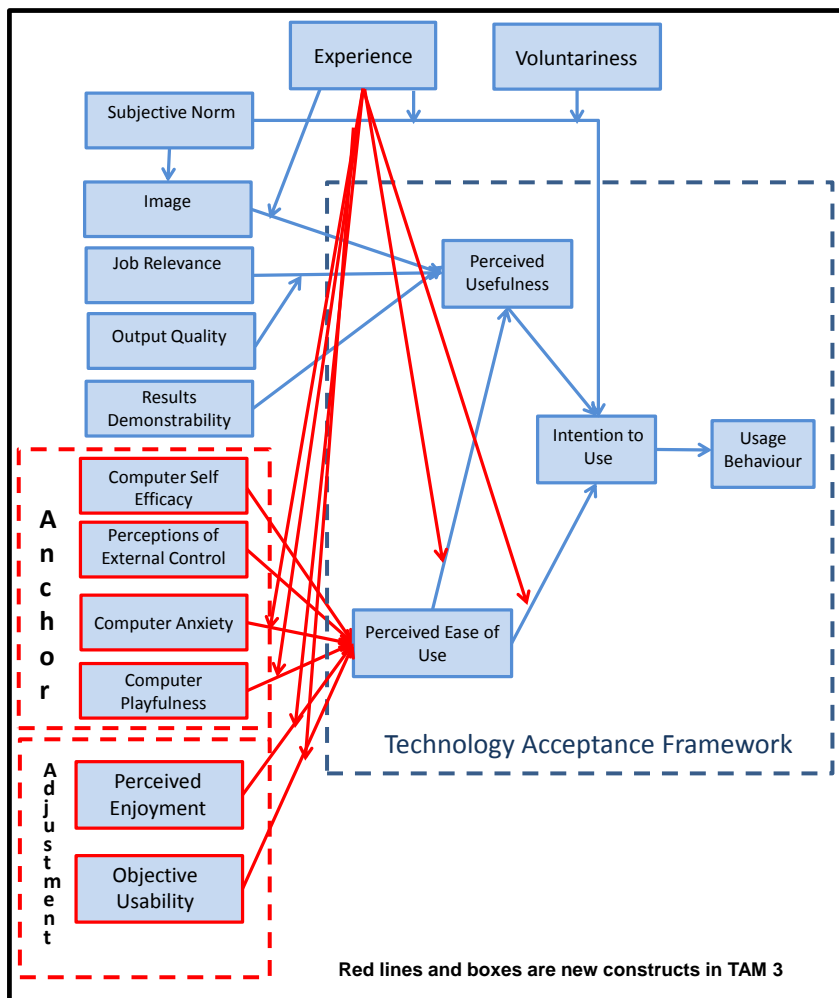 Experience
Voluntariness
Subjective Norm
Image
Job Relevance
Perceived
Usefulness
Output Quality
Results
Demonstrability
Intention to
Use
Usage
Behaviour
Anchor
Computer Self
Efficacy
Perceptions of
External Control
Computer Anxiety
Computer
Playfulness
Perceived Ease of
Use
Technology Acceptance Framework
Adjustment
Perceived
Enjoyment
Objective
Usability
Red lines and boxes are new constructs in TAM 3